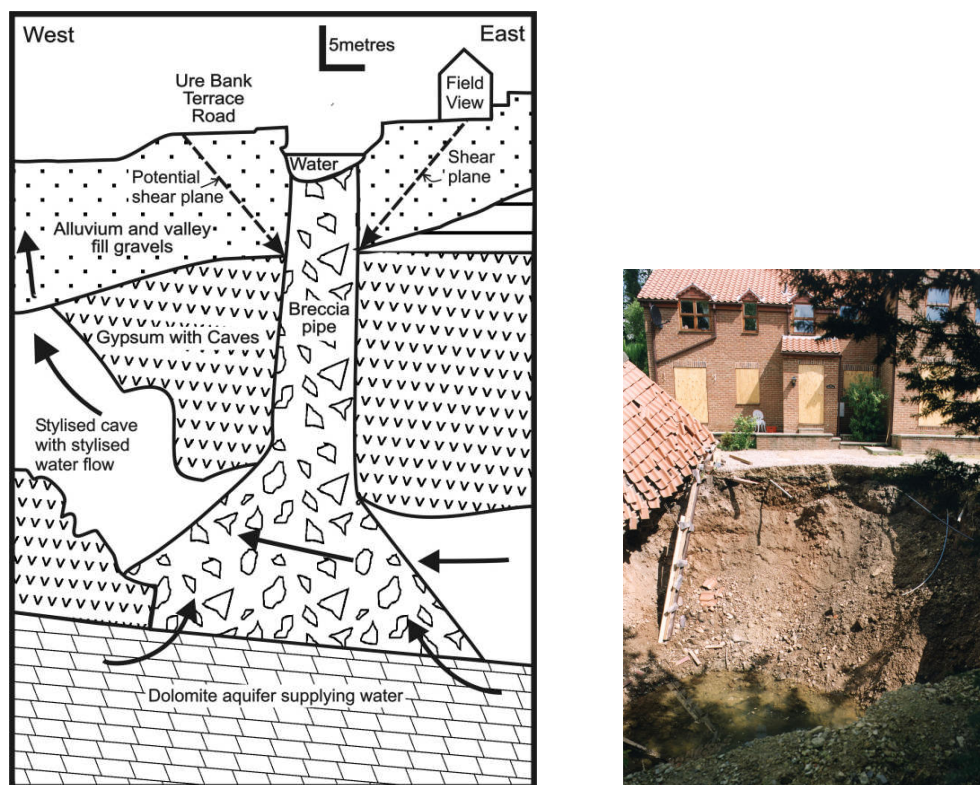 West
East
5metres
Ure Bank
Terrace
Road
Field
View
Water
Potential
shear plane
Shear
plane
Alluvium and valley
fill gravels
Breccia
pipe
Gypsum with Caves
Stylised cave
with stylised
water flow
Dolomite aquifer supplying water